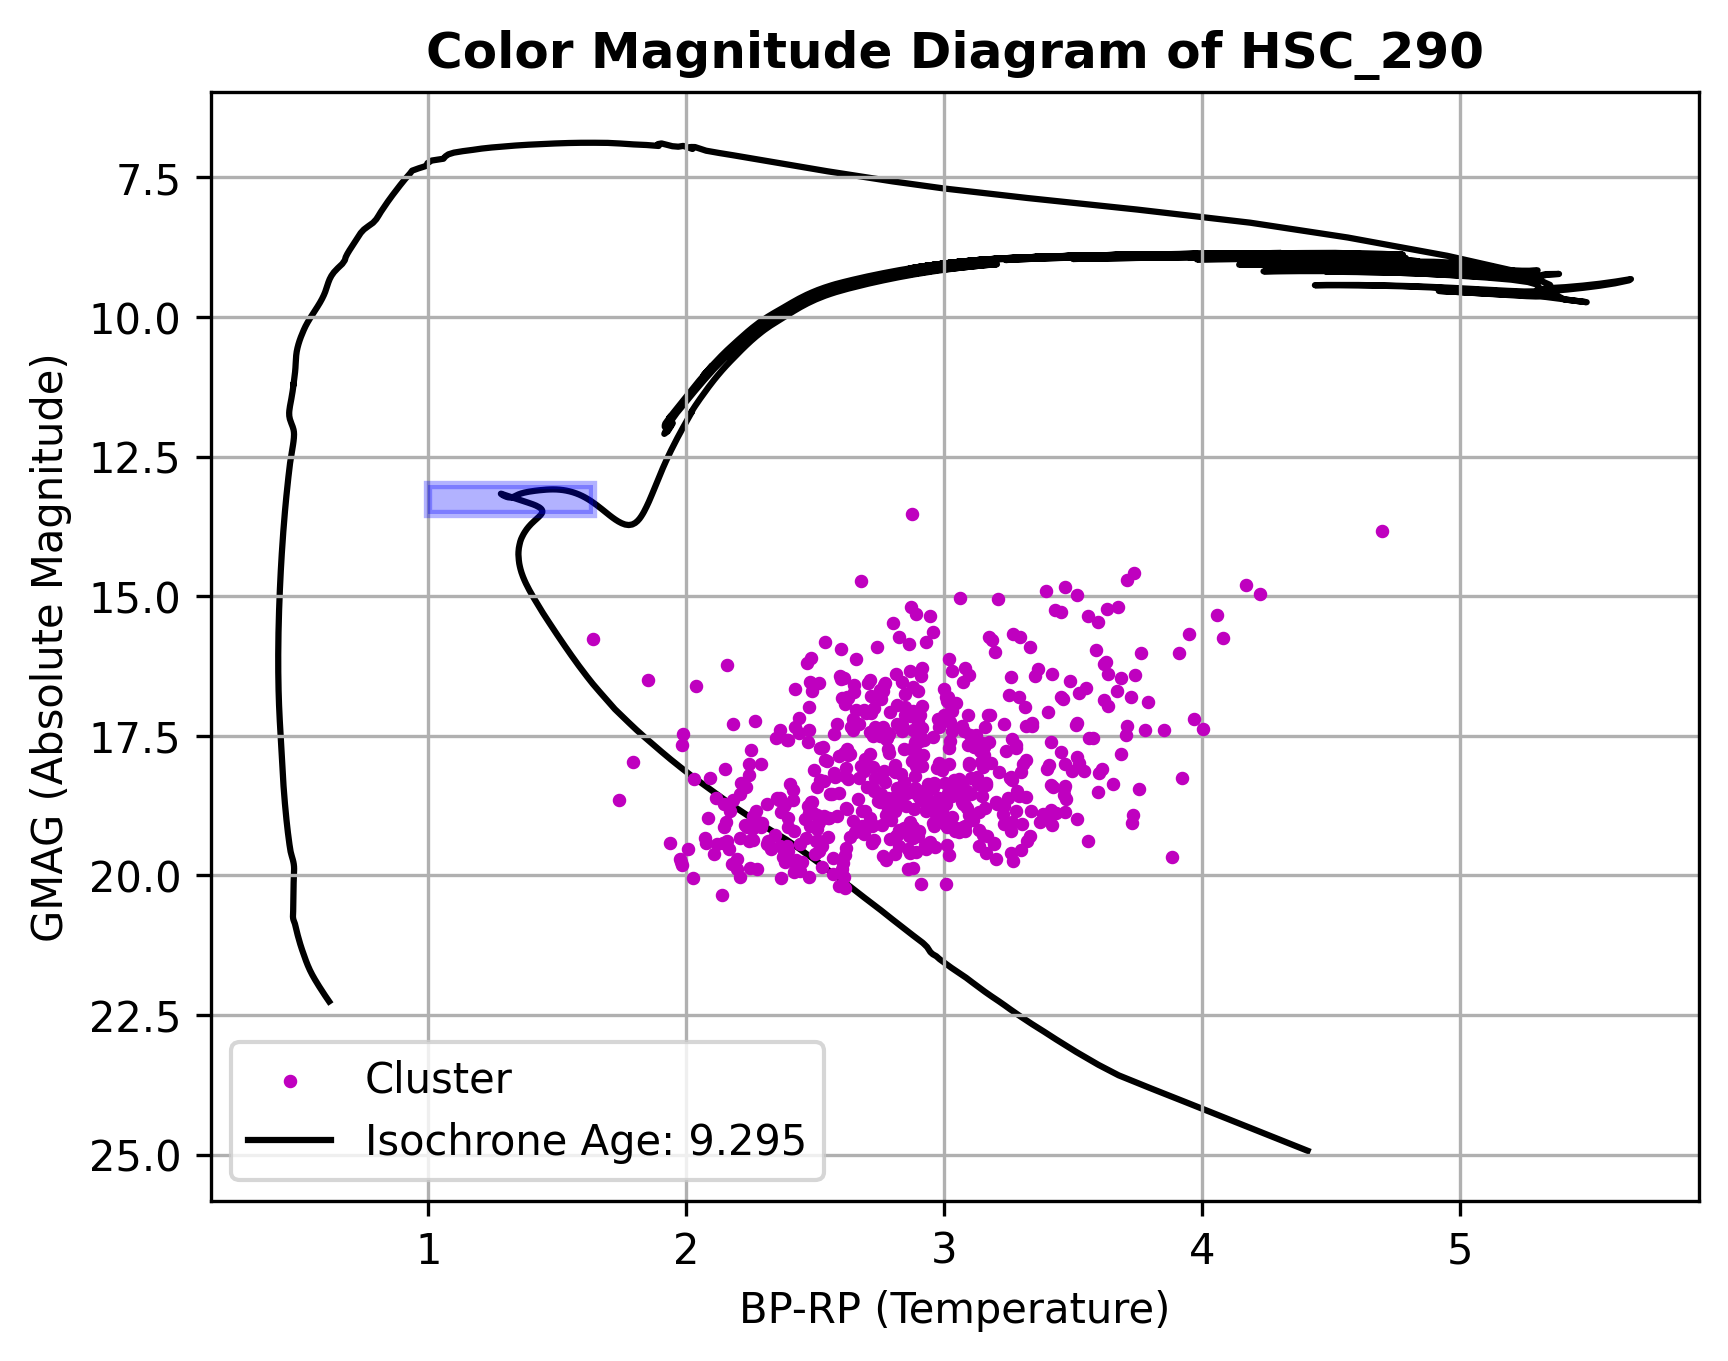 Color Magnitude Diagram of HSC_290
GMAG (Absolute Magnitude)
7.5
10.0
12.5
15.0
17.5
20.0
22.5
25.0
Cluster
Isochrone Age: 9.295
1 2 3 4 5
BP-RP (Temperature)